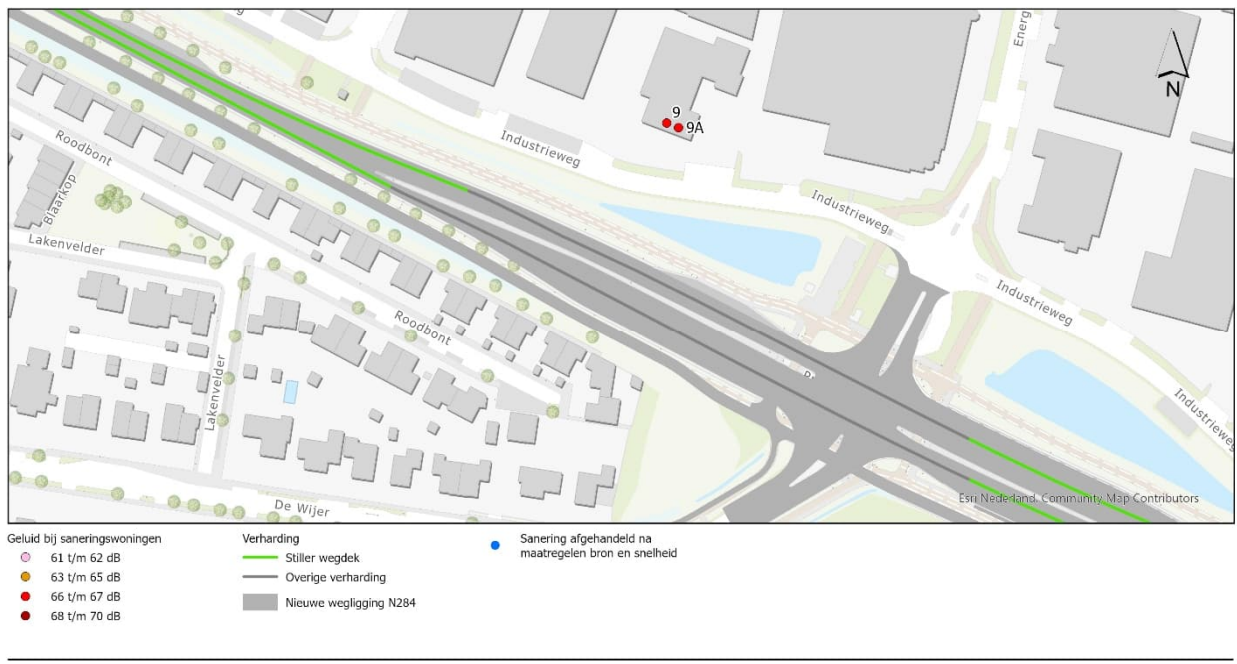 Energ
N
9
9A
Industrieweg
Roodbont
Blaarkop
Industrieweg
Lakenvelder
Industrieweg
Roodbont
Lakenvelder
Industrieweg
De Wijer
Esri Nederland, Community Map Contributors
Geluid bij saneringswoningen
61 t/m 62 dB
63 t/m 65 dB
66 t/m 67 dB
68 t/m 70 dB
Verharding
Stiller wegdek
Overige verharding
Nieuwe wegligging N284
Sanering afgehandeld na
maatregelen bron en snelheid